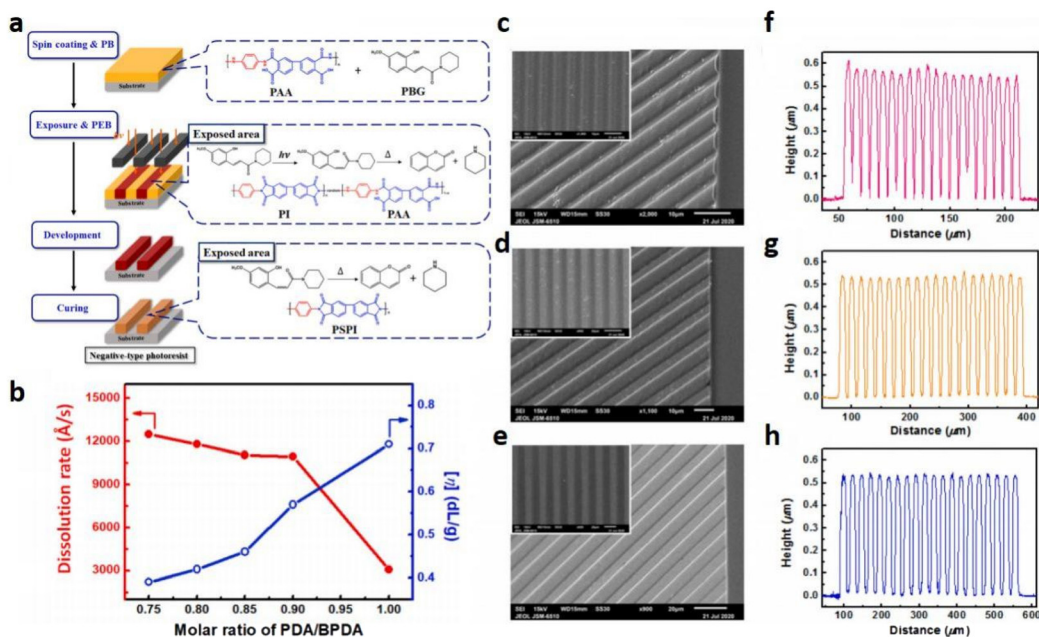 a
Spin coating & PB
Substrate
PAA
+
PBG
Exposure & PEB
Exposed area
hν
Δ
+
PI
PAA
Substrate
Development
Substrate
Exposed area
Δ
+
Curing
PSPI
Substrate
Negative-type photoresist
b
Dissolution rate (Å/s)
15000
12000
9000
6000
3000
0.75 0.80 0.85 0.90 0.95 1.00
Molar ratio of PDA/BPDA
0.8
0.7
0.6
0.5
0.4
[η] (dL/g)
c
SEI 15kV WD15mm SS30 x2,000 10μm
JEOL JSM-6510 21 Jul 2020
d
SEI 15kV WD15mm SS30 x1,100 10μm
JEOL JSM-6510 21 Jul 2020
e
SEI 15kV WD15mm SS30 x900 20μm
JEOL JSM-6510 21 Jul 2020
f
Height (μm)
0.6
0.5
0.4
0.3
0.2
0.1
0.0
50 100 150 200
Distance (μm)
g
Height (μm)
0.6
0.5
0.4
0.3
0.2
0.1
0.0
100 200 300 400
Distance (μm)
h
Height (μm)
0.6
0.5
0.4
0.3
0.2
0.1
0.0
100 200 300 400 500 600
Distance (μm)